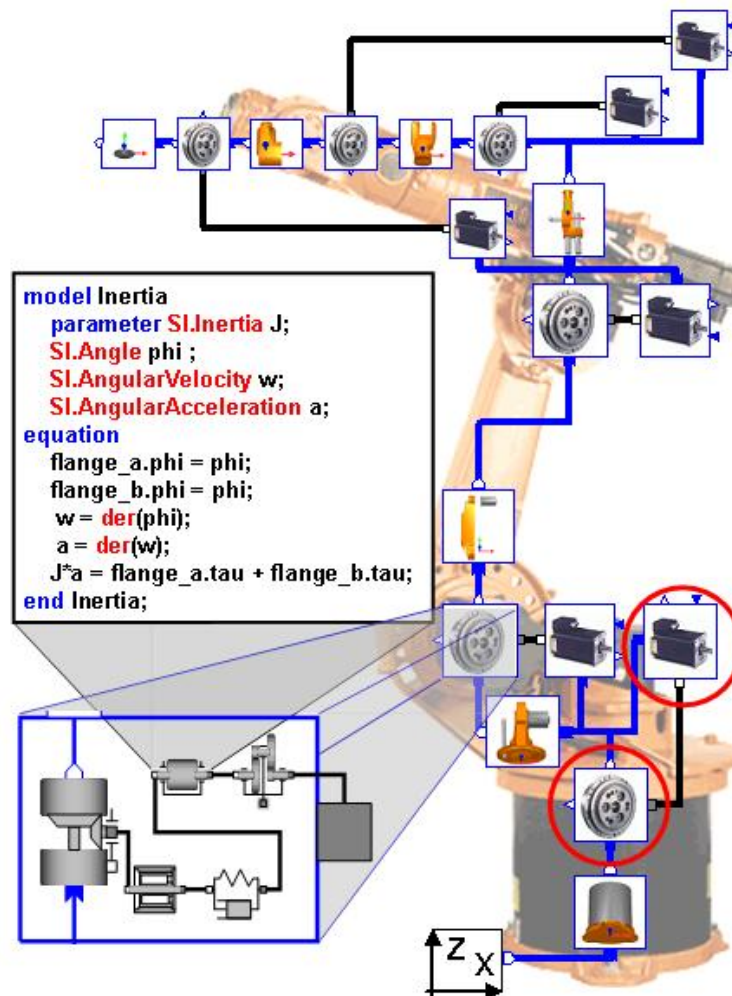 model Inertia
parameter SI.Inertia J;
SI.Angle phi ;
SI.AngularVelocity w;
SI.AngularAcceleration a;
equation
flange_a.phi = phi;
flange_b.phi = phi;
w = der(phi);
a = der(w);
J*a = flange_a.tau + flange_b.tau;
end Inertia;
Z
X